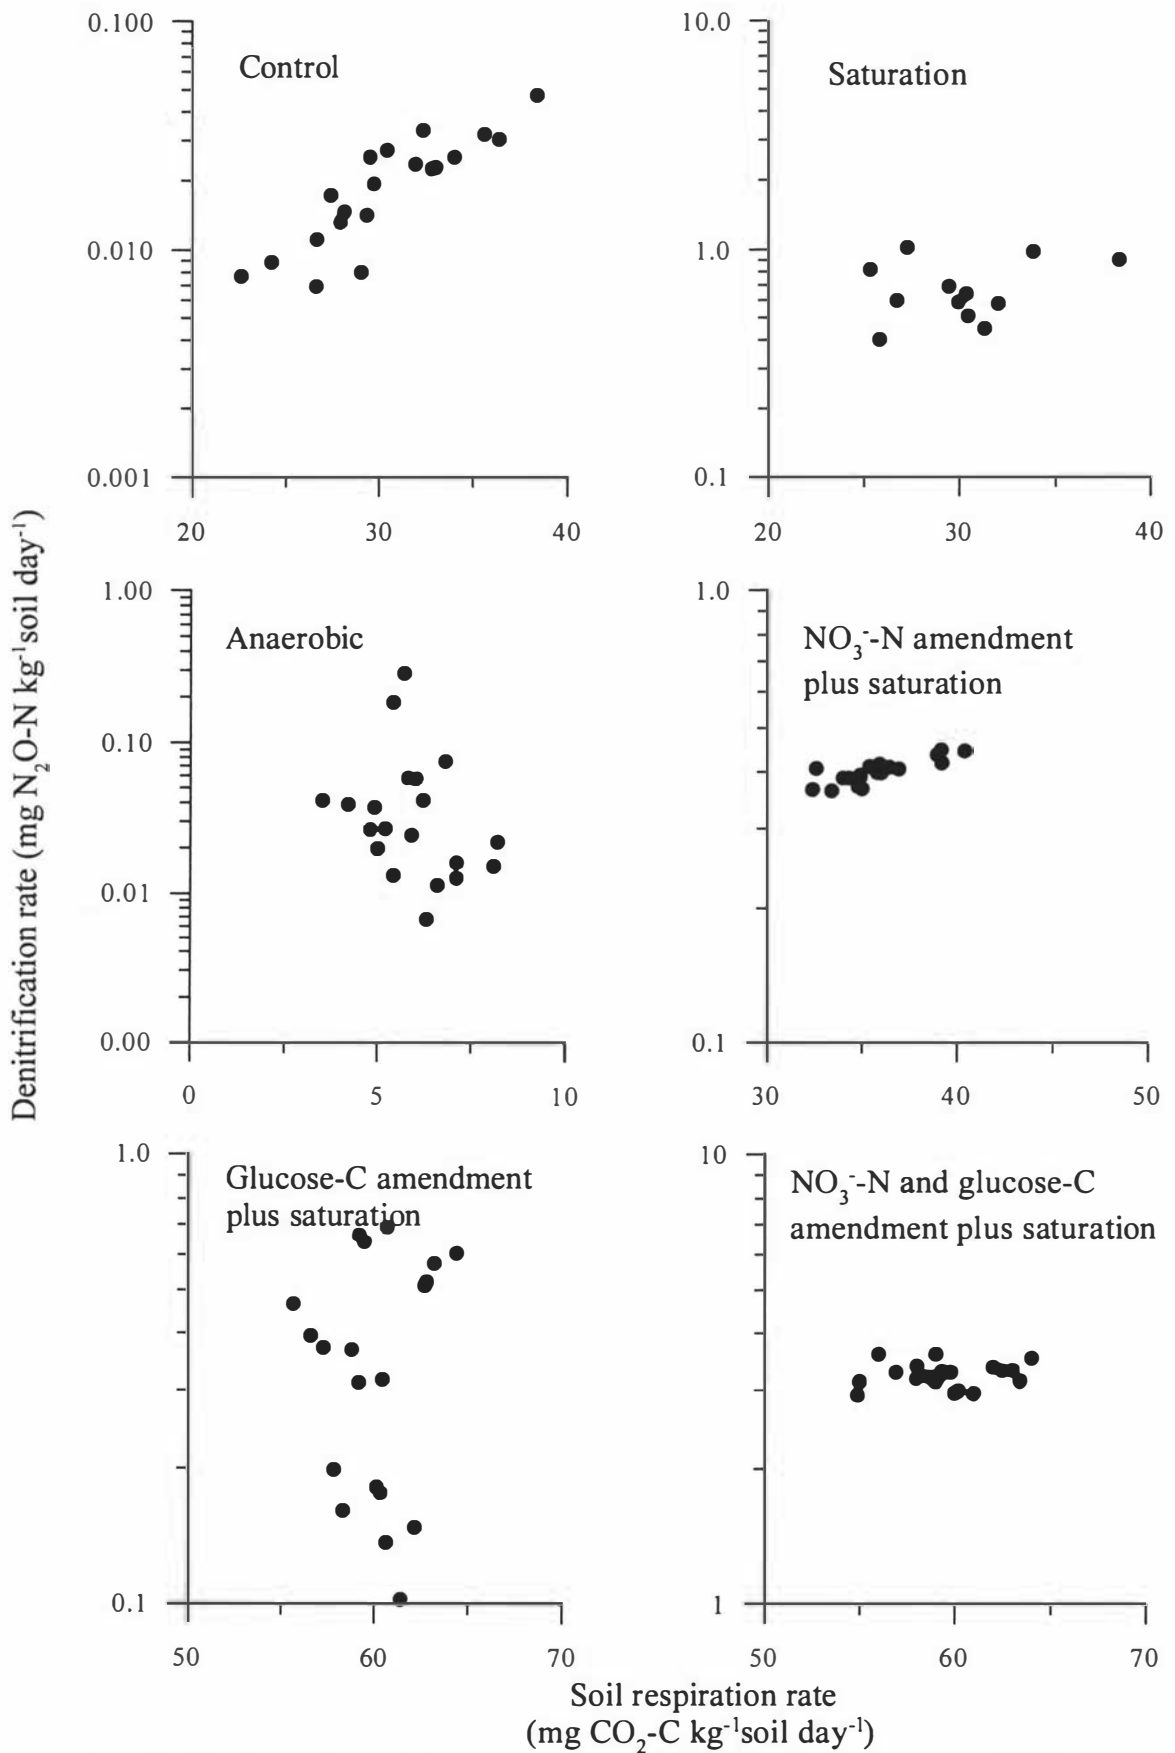 0.100
Control
0.010
0.001
20 30 40
10.0
Saturation
1.0
0.1
20 30 40
1.00
Anaerobic
0.10
0.01
0.00
0 5 10
1.0
NO₃⁻-N amendment
plus saturation
0.1
30 40 50
1.0
Glucose-C amendment
plus saturation
0.1
50 60 70
10
NO₃⁻-N and glucose-C
amendment plus saturation
1
50 60 70
Denitrification rate (mg N₂O-N kg⁻¹soil day⁻¹)
Soil respiration rate
(mg CO₂-C kg⁻¹soil day⁻¹)